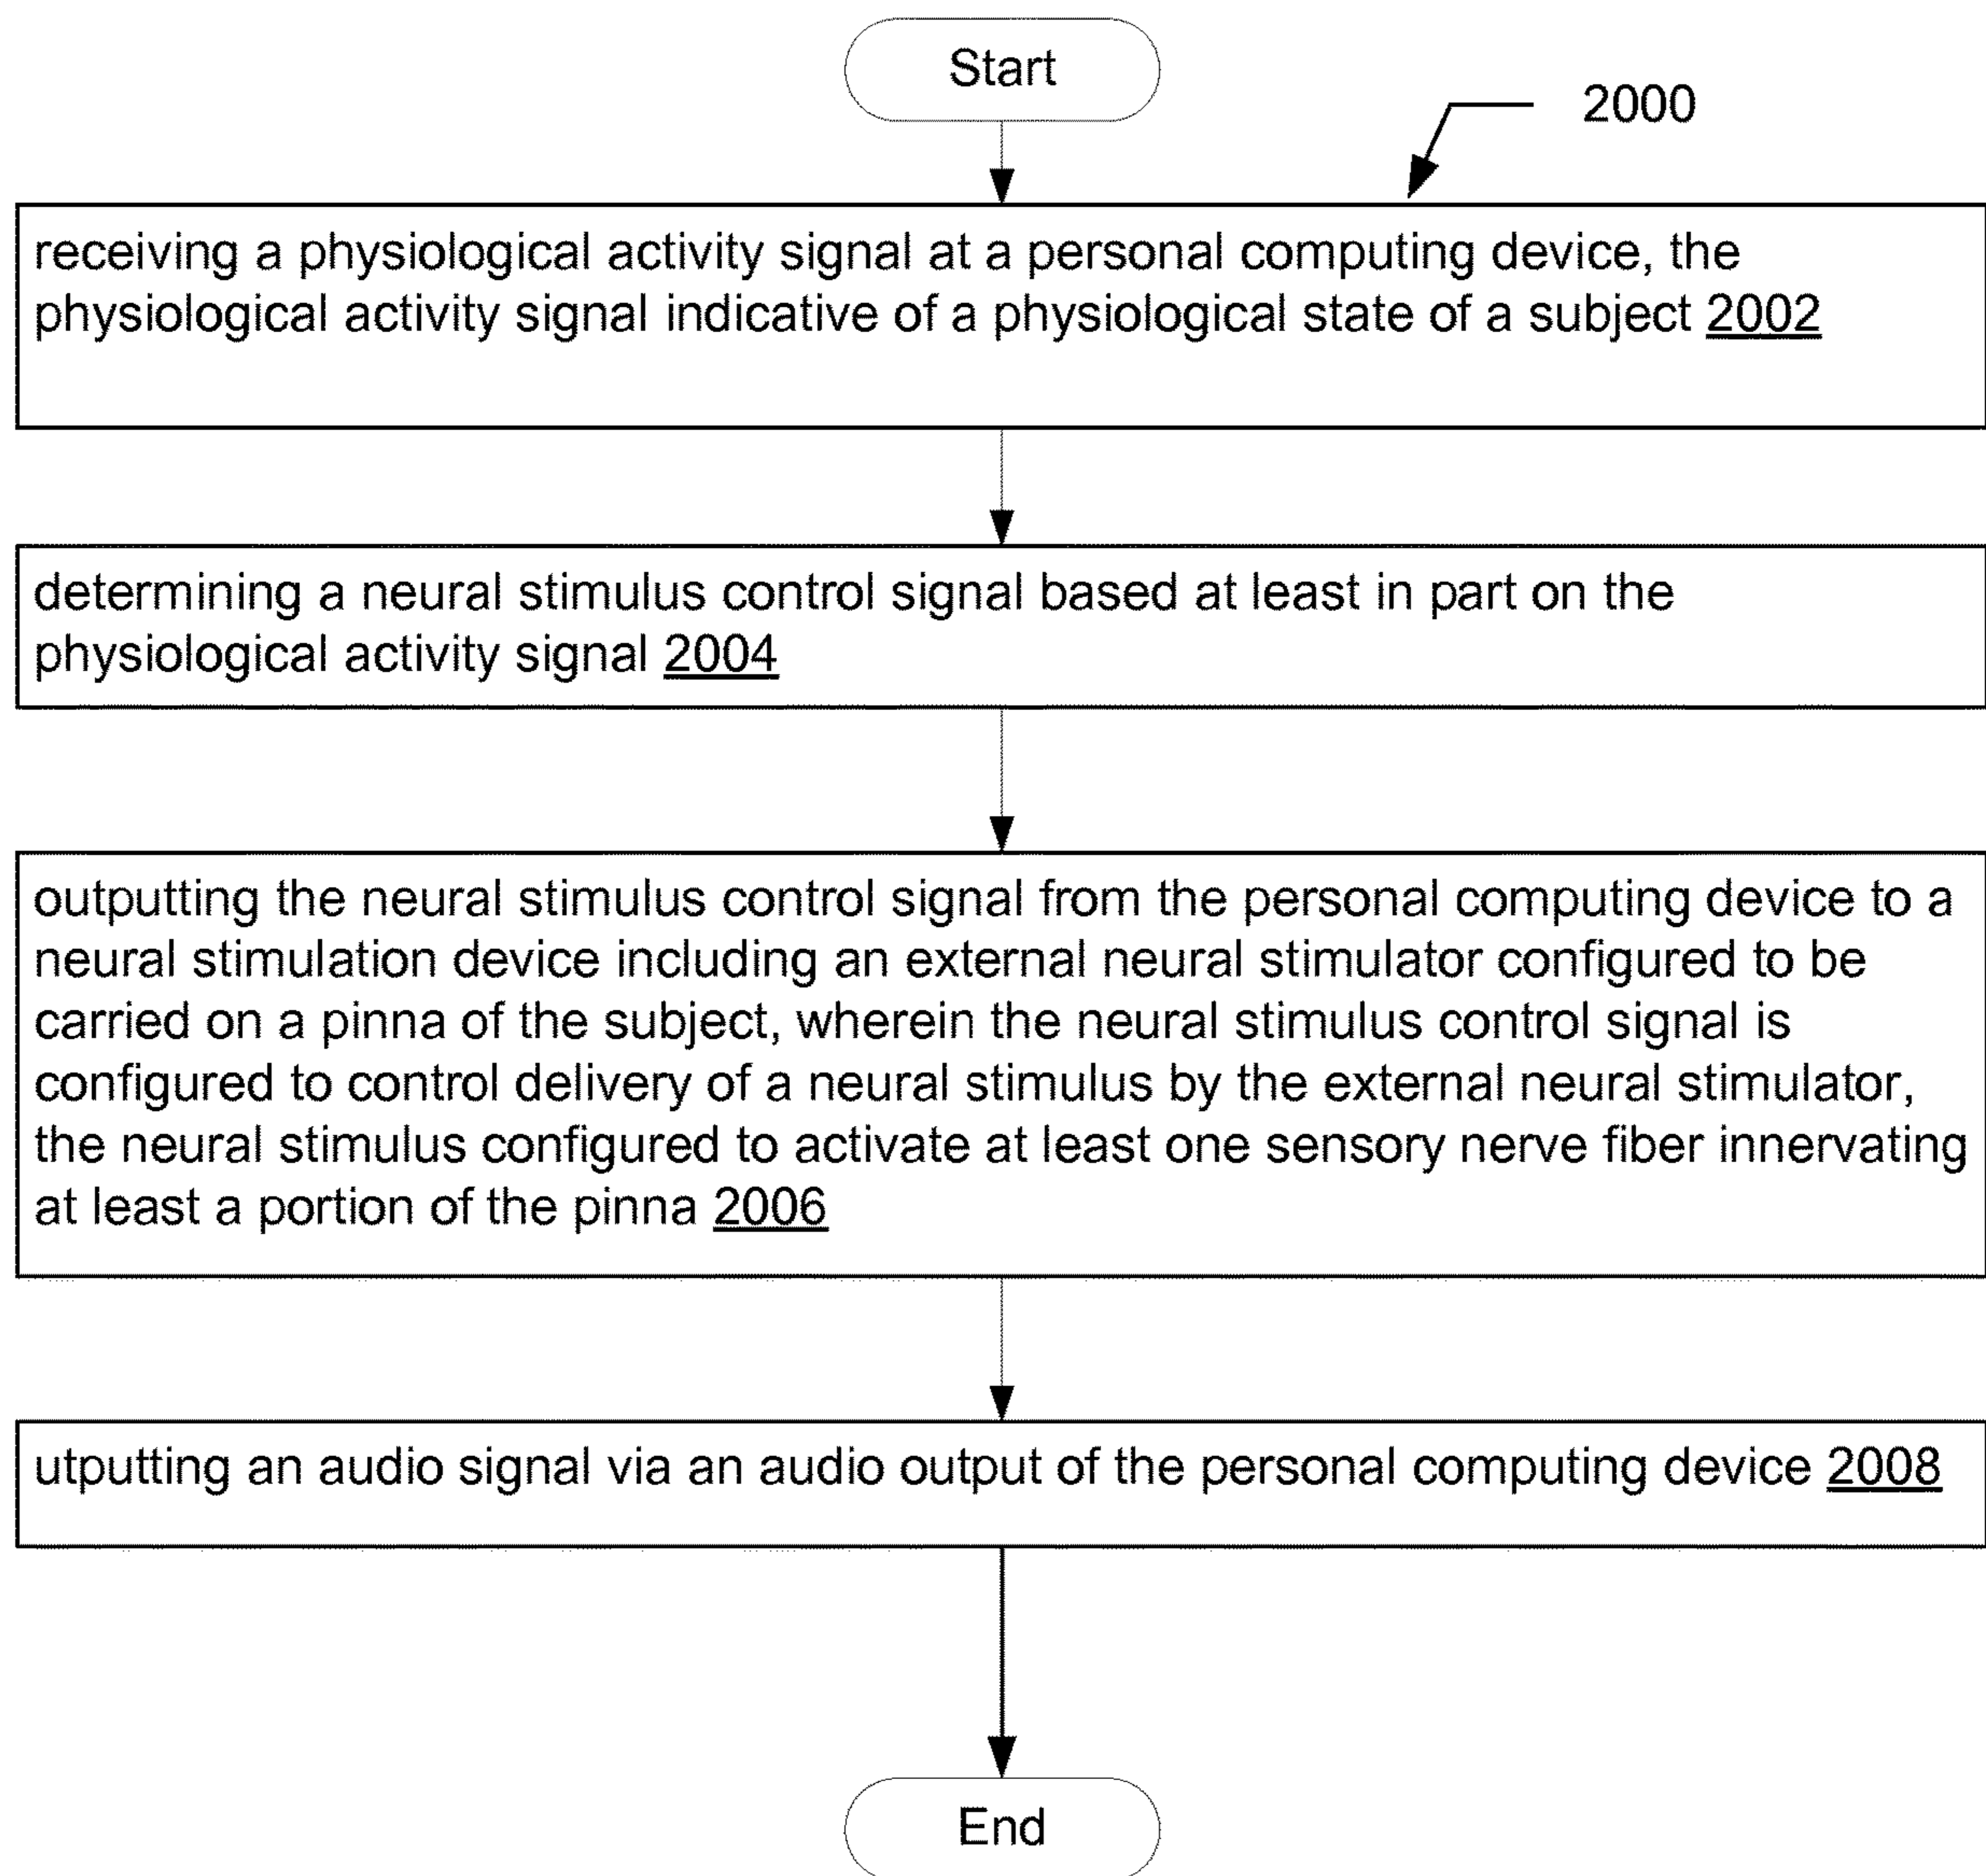 Start
2000
receiving a physiological activity signal at a personal computing device, the
physiological activity signal indicative of a physiological state of a subject 2002
determining a neural stimulus control signal based at least in part on the
physiological activity signal 2004
outputting the neural stimulus control signal from the personal computing device to a
neural stimulation device including an external neural stimulator configured to be
carried on a pinna of the subject, wherein the neural stimulus control signal is
configured to control delivery of a neural stimulus by the external neural stimulator,
the neural stimulus configured to activate at least one sensory nerve fiber innervating
at least a portion of the pinna 2006
utputting an audio signal via an audio output of the personal computing device 2008
End